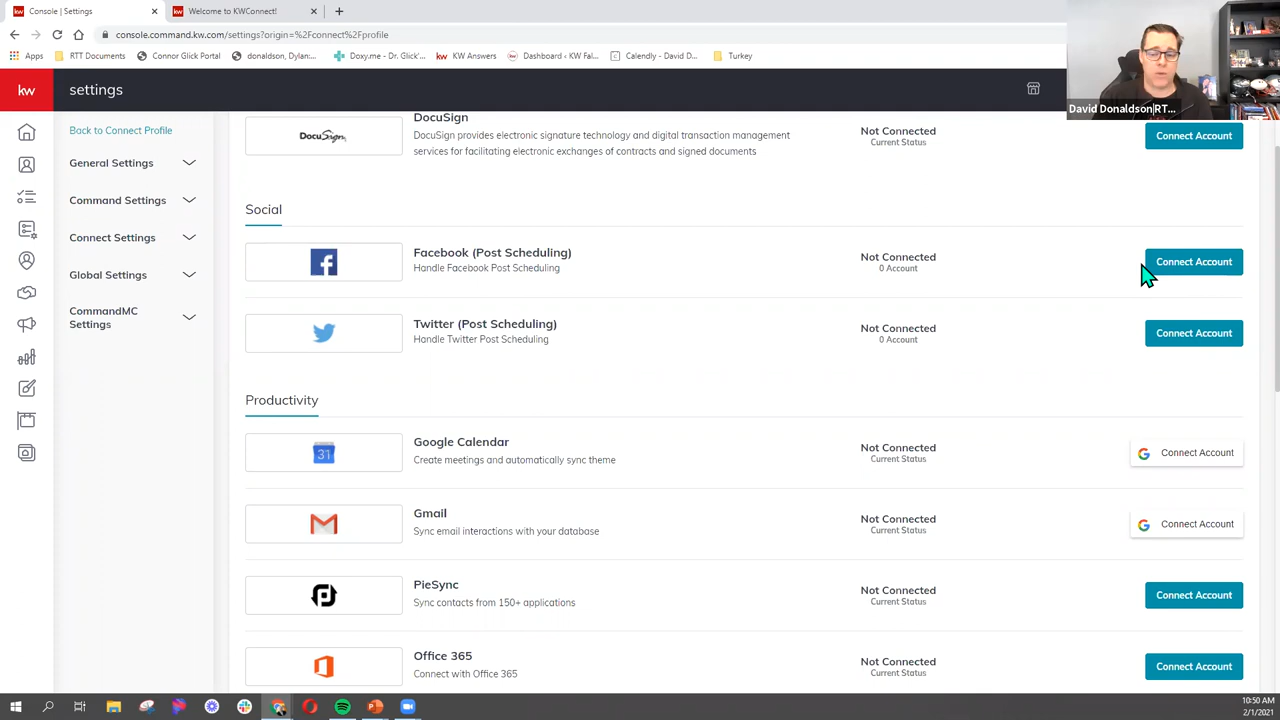 Console | Settings
Welcome to KWConnect!
console.command.kw.com/settings?origin=%2Fconnect%2Fprofile
Apps
RTT Documents
Connor Glick Portal
donaldson, Dylan:...
Doxy.me - Dr. Glick'...
KW Answers
Dashboard ‹ KW Fal...
Calendly - David D...
Turkey
kw
settings
David Donaldson|RT...
Back to Connect Profile
General Settings
Command Settings
Connect Settings
Global Settings
CommandMC
Settings
DocuSign
DocuSign
DocuSign provides electronic signature technology and digital transaction management
services for facilitating electronic exchanges of contracts and signed documents
Not Connected
Current Status
Connect Account
Social
Facebook (Post Scheduling)
Handle Facebook Post Scheduling
Not Connected
0 Account
Connect Account
Twitter (Post Scheduling)
Handle Twitter Post Scheduling
Not Connected
0 Account
Connect Account
Productivity
31
Google Calendar
Create meetings and automatically sync theme
Not Connected
Current Status
Connect Account
Gmail
Sync email interactions with your database
Not Connected
Current Status
Connect Account
PieSync
Sync contacts from 150+ applications
Not Connected
Current Status
Connect Account
Office 365
Connect with Office 365
Not Connected
Current Status
Connect Account
10:50 AM
2/1/2021